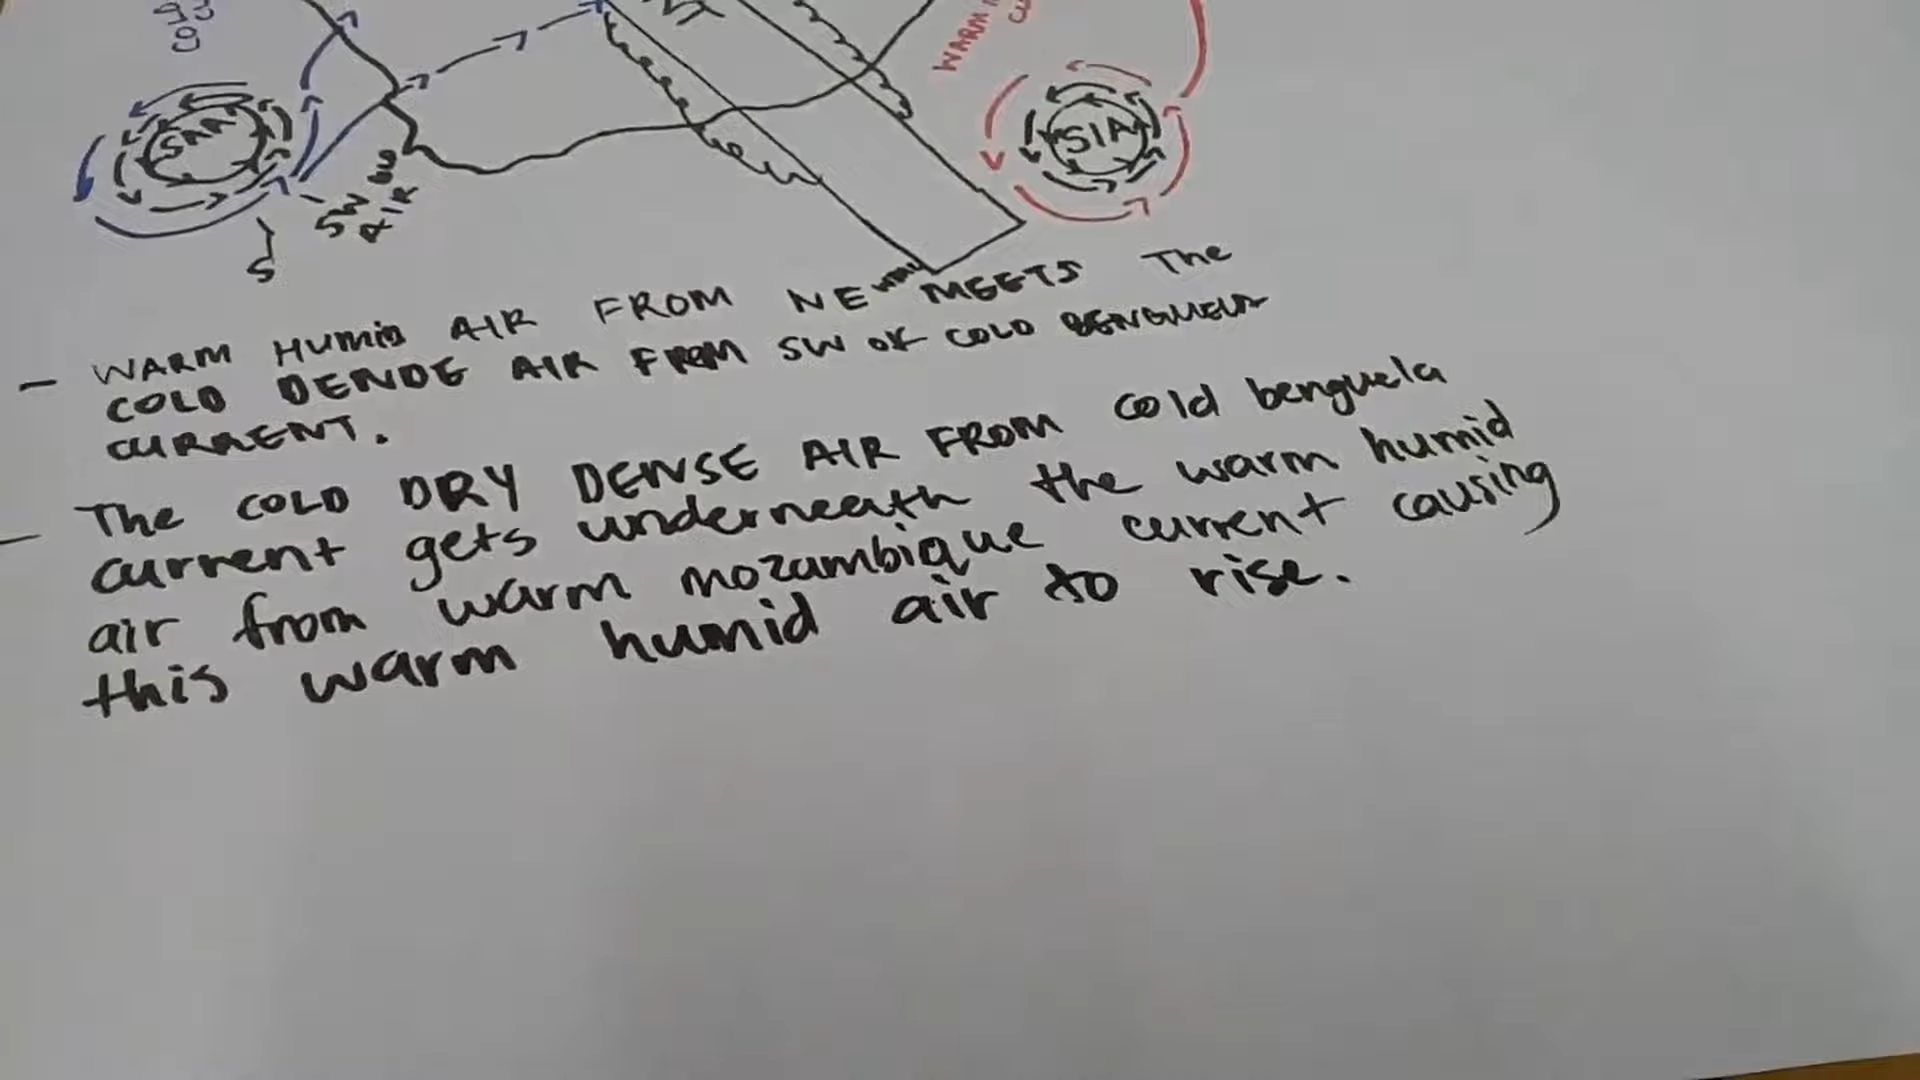 WARM
SAA
SIA
SW
AIR
S
- WARM HUMID AIR FROM NE MEETS The
COLD DENDE AIR FROM SW OF COLD BENGUELA
CURRENT.
- The COLD DRY DENSE AIR FROM cold benguela
current gets underneath the warm humid
air from warm mozambique current causing
this warm humid air to rise.